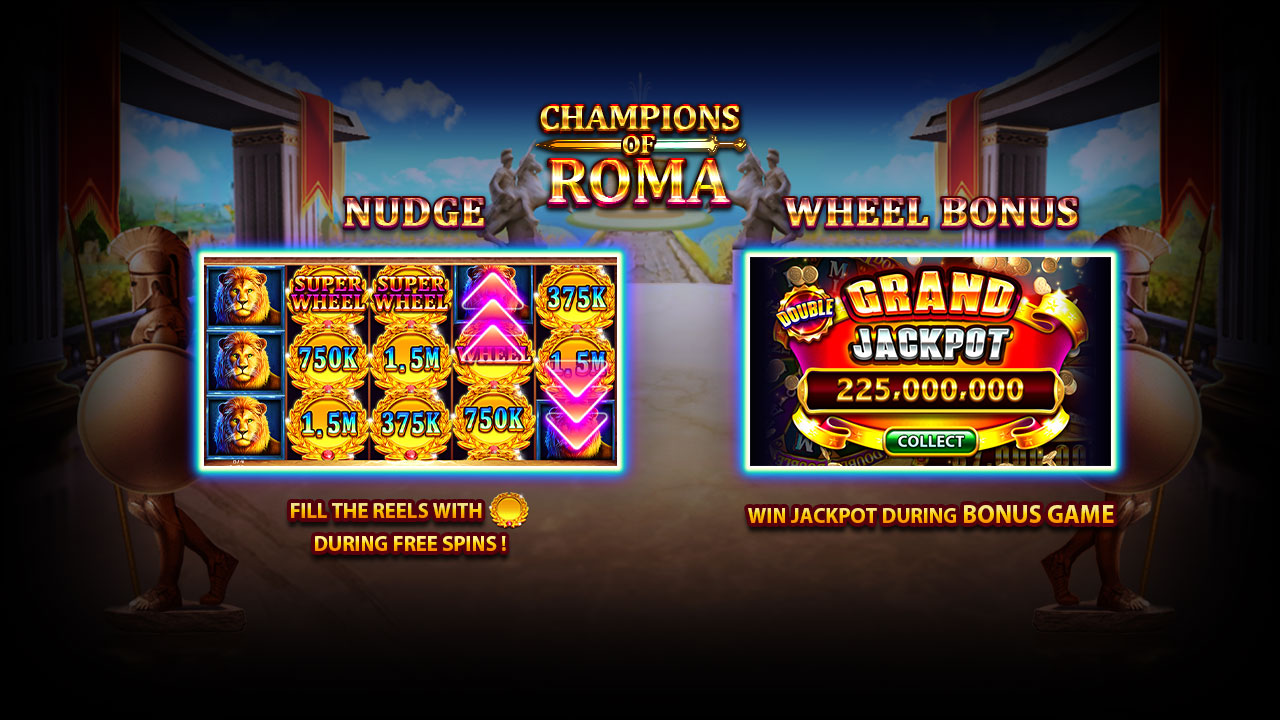 CHAMPIONS
OF
ROMA
NUDGE
SUPER SUPER
WHEEL WHEEL
375K
750K 1.5M WHEEL 1.5M
1.5M 375K 750K
FILL THE REELS WITH
DURING FREE SPINS !
WHEEL BONUS
DOUBLE
GRAND
JACKPOT
225,000,000
COLLECT
WIN JACKPOT DURING BONUS GAME